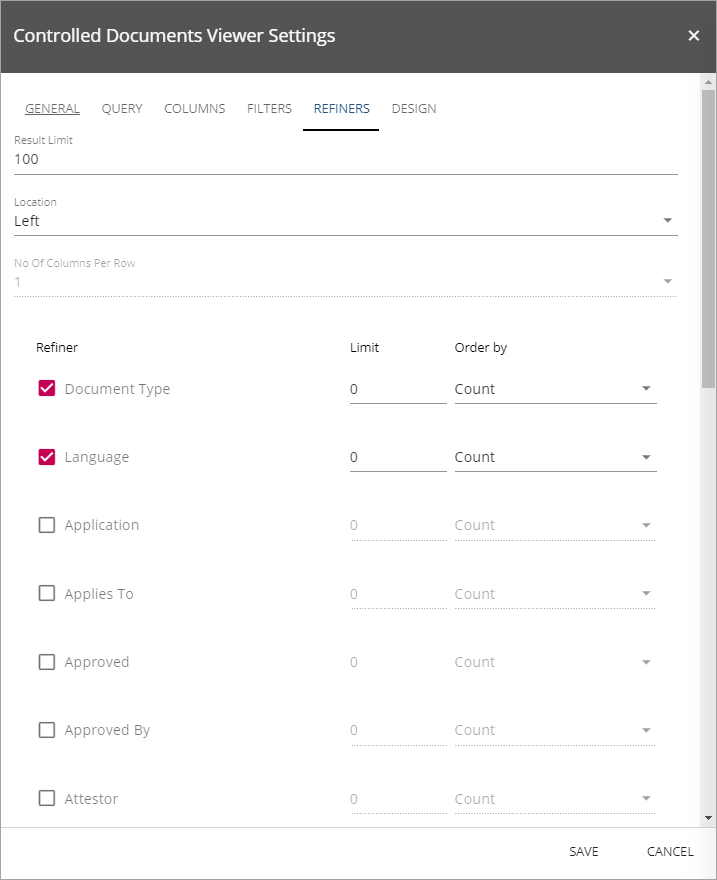 Controlled Documents Viewer Settings
GENERAL QUERY COLUMNS FILTERS REFINERS DESIGN
Result Limit
100
Location
Left
No Of Columns Per Row
1
Refiner Limit Order by
Document Type 0 Count
Language 0 Count
Application 0 Count
Applies To 0 Count
Approved 0 Count
Approved By 0 Count
Attestor 0 Count
SAVE CANCEL